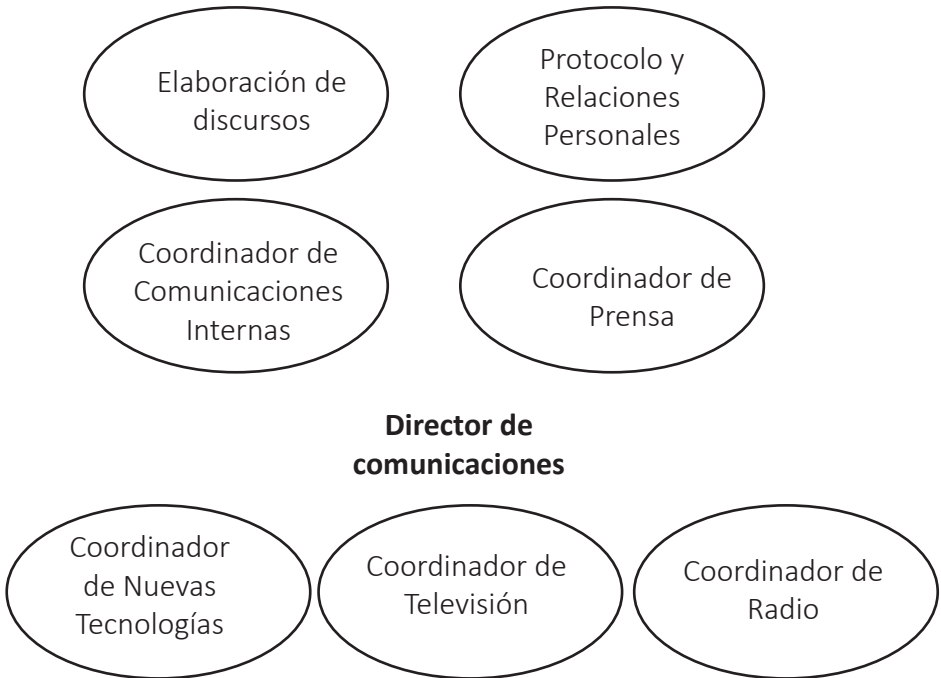 Elaboración de
discursos
Protocolo y
Relaciones
Personales
Coordinador de
Comunicaciones
Internas
Coordinador de
Prensa
Director de
comunicaciones
Coordinador
de Nuevas
Tecnologías
Coordinador de
Televisión
Coordinador de
Radio